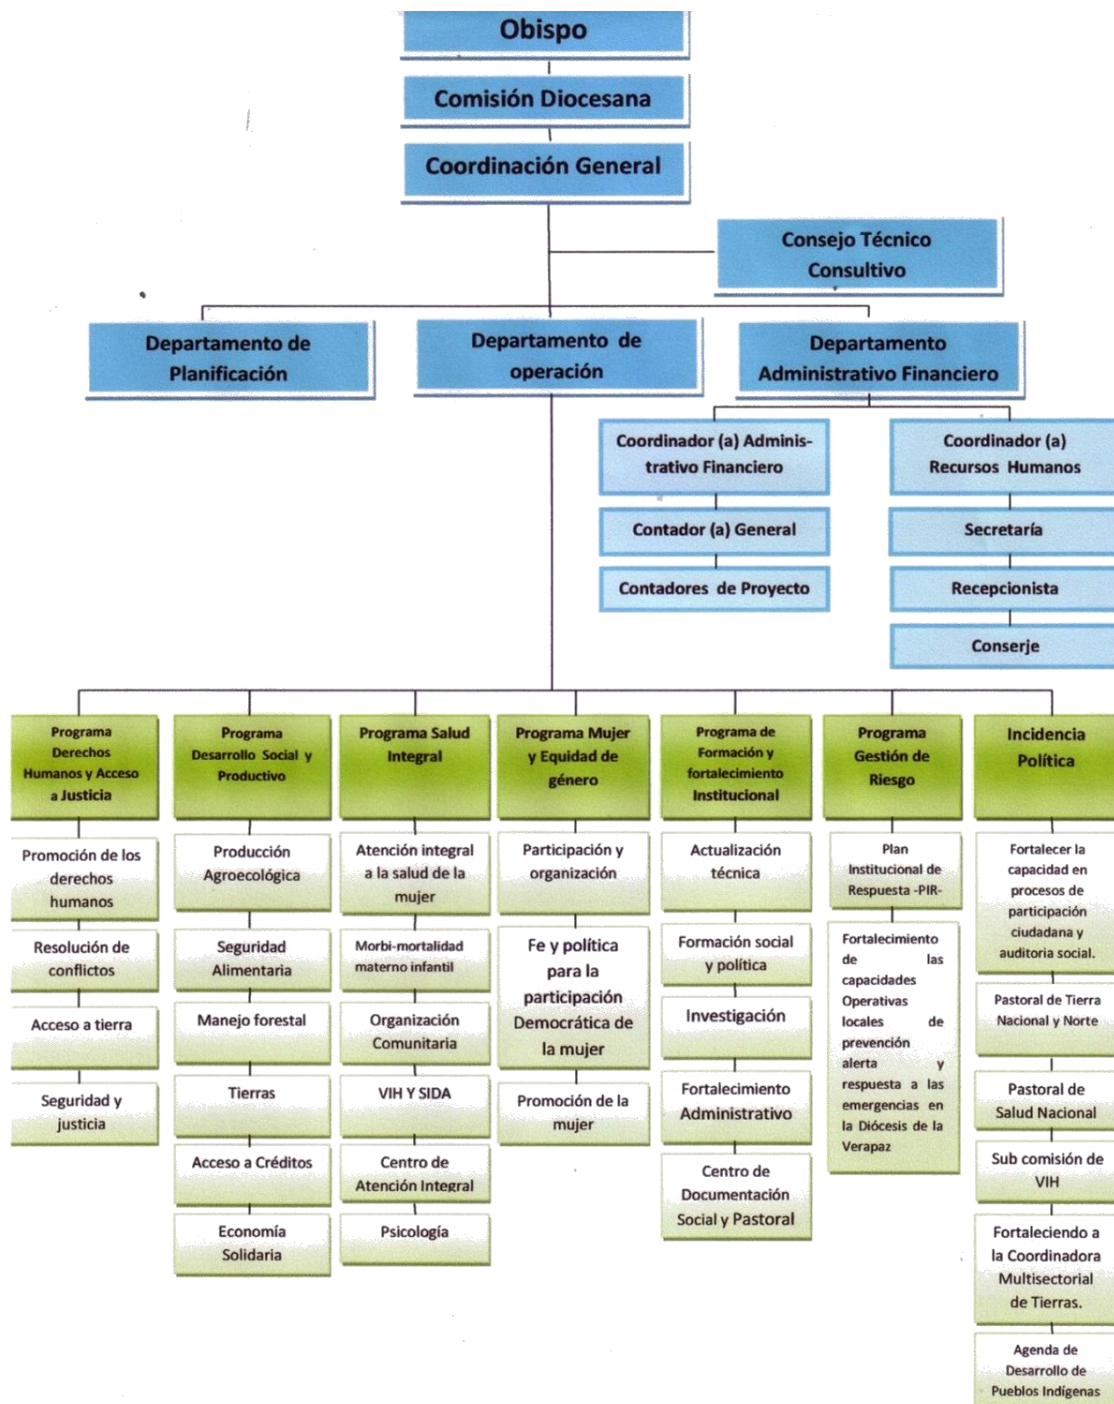 Obispo
Comisión Diocesana
Coordinación General
Consejo Técnico
Consultivo
Departamento de
Planificación
Departamento de
operación
Departamento
Administrativo Financiero
Coordinador (a) Adminis-
trativo Financiero
Contador (a) General
Contadores de Proyecto
Coordinador (a)
Recursos Humanos
Secretaría
Recepcionista
Conserje
Programa
Derechos
Humanos y Acceso
a Justicia
Promoción de los
derechos
humanos
Resolución de
conflictos
Acceso a tierra
Seguridad y
justicia
Programa
Desarrollo Social y
Productivo
Producción
Agroecológica
Seguridad
Alimentaria
Manejo forestal
Tierras
Acceso a Créditos
Economía
Solidaria
Programa Salud
Integral
Atención integral
a la salud de la
mujer
Morbi-mortalidad
materno infantil
Organización
Comunitaria
VIH Y SIDA
Centro de
Atención Integral
Psicología
Programa Mujer
y Equidad de
género
Participación y
organización
Fe y política
para la
participación
Democrática de
la mujer
Promoción de la
mujer
Programa de
Formación y
fortalecimiento
Institucional
Actualización
técnica
Formación social
y política
Investigación
Fortalecimiento
Administrativo
Centro de
Documentación
Social y Pastoral
Programa
Gestión de
Riesgo
Plan
Institucional de
Respuesta -PIR-
Fortalecimiento
de las
capacidades
Operativas
locales de
prevención
alerta y
respuesta a las
emergencias en
la Diócesis de la
Verapaz
Incidencia
Política
Fortalecer la
capacidad en
procesos de
participación
ciudadana y
auditoria social.
Pastoral de Tierra
Nacional y Norte
Pastoral de
Salud Nacional
Sub comisión de
VIH
Fortaleciendo a
la Coordinadora
Multisectorial
de Tierras.
Agenda de
Desarrollo de
Pueblos Indígenas